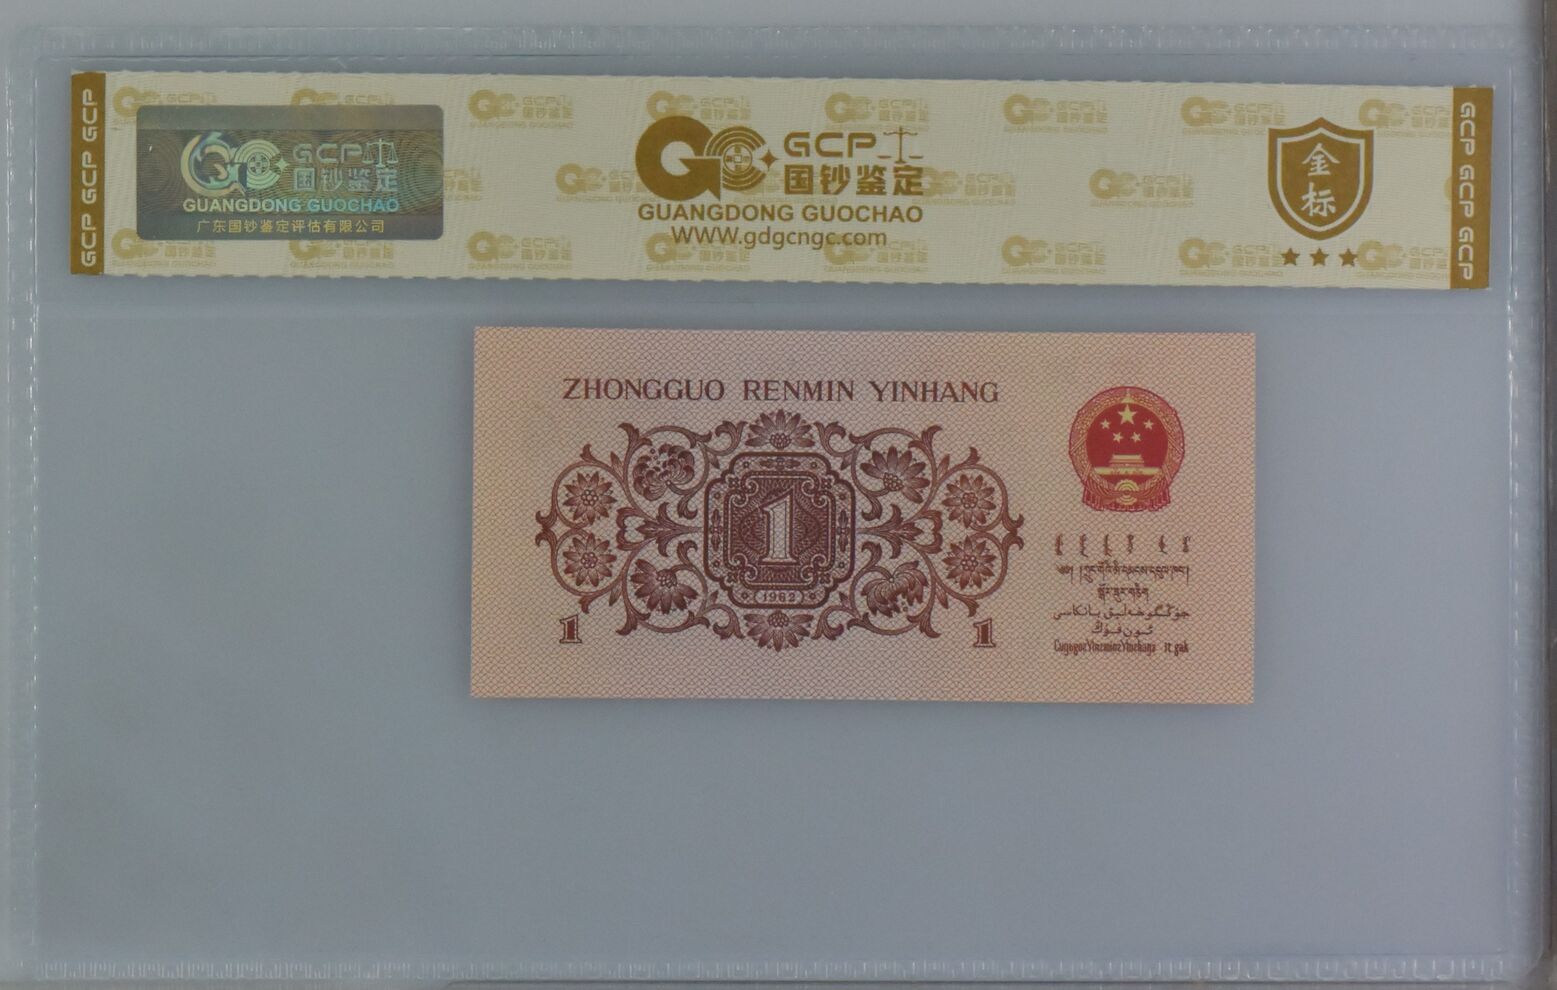 GCP GCP GCP
GCP
国钞鉴定
GUANGDONG GUOCHAO
广东国钞鉴定评估有限公司
GCP
国钞鉴定
GUANGDONG GUOCHAO
WWW.gdgcngc.com
金
标
GCP GCP GCP
ZHONGGUO RENMIN YINHANG
1
1962
1
1